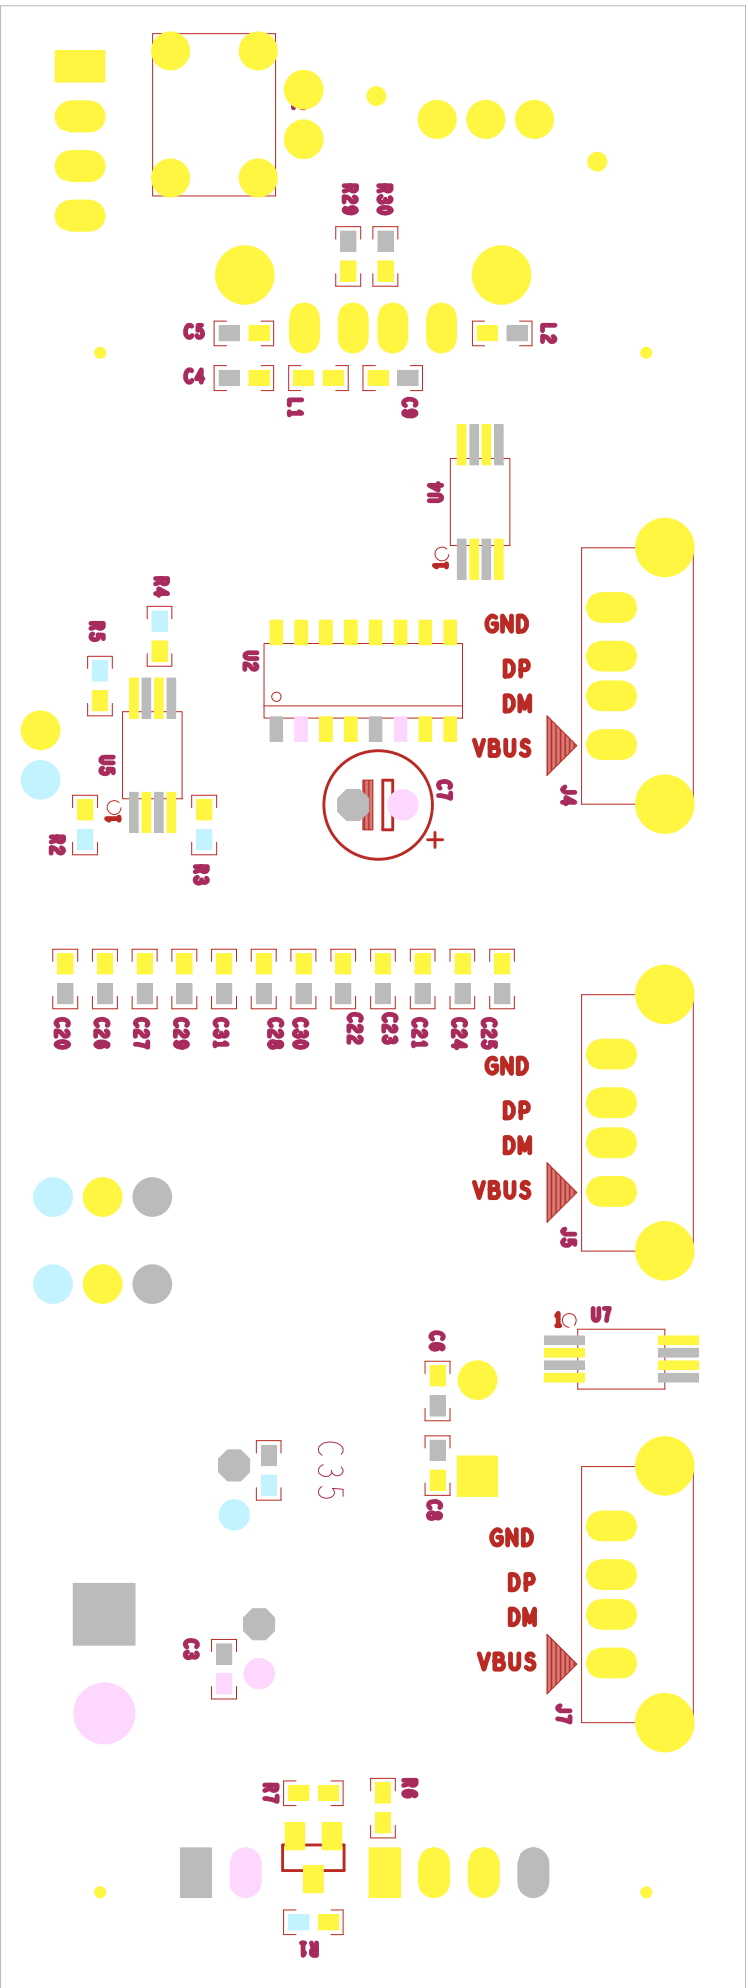 R29
R30
C5
L2
C4
L1
C9
U4
1
R4
GND
R5
U2
DP
DM
VBUS
U5
C7
J4
1
+
R2
R3
C20
C26
C27
C29
C31
C28
C30
C22
C23
C21
C24
C25
GND
DP
DM
VBUS
J5
1
U7
C6
C35
C8
GND
DP
DM
C3
VBUS
J7
R7
R6
R1